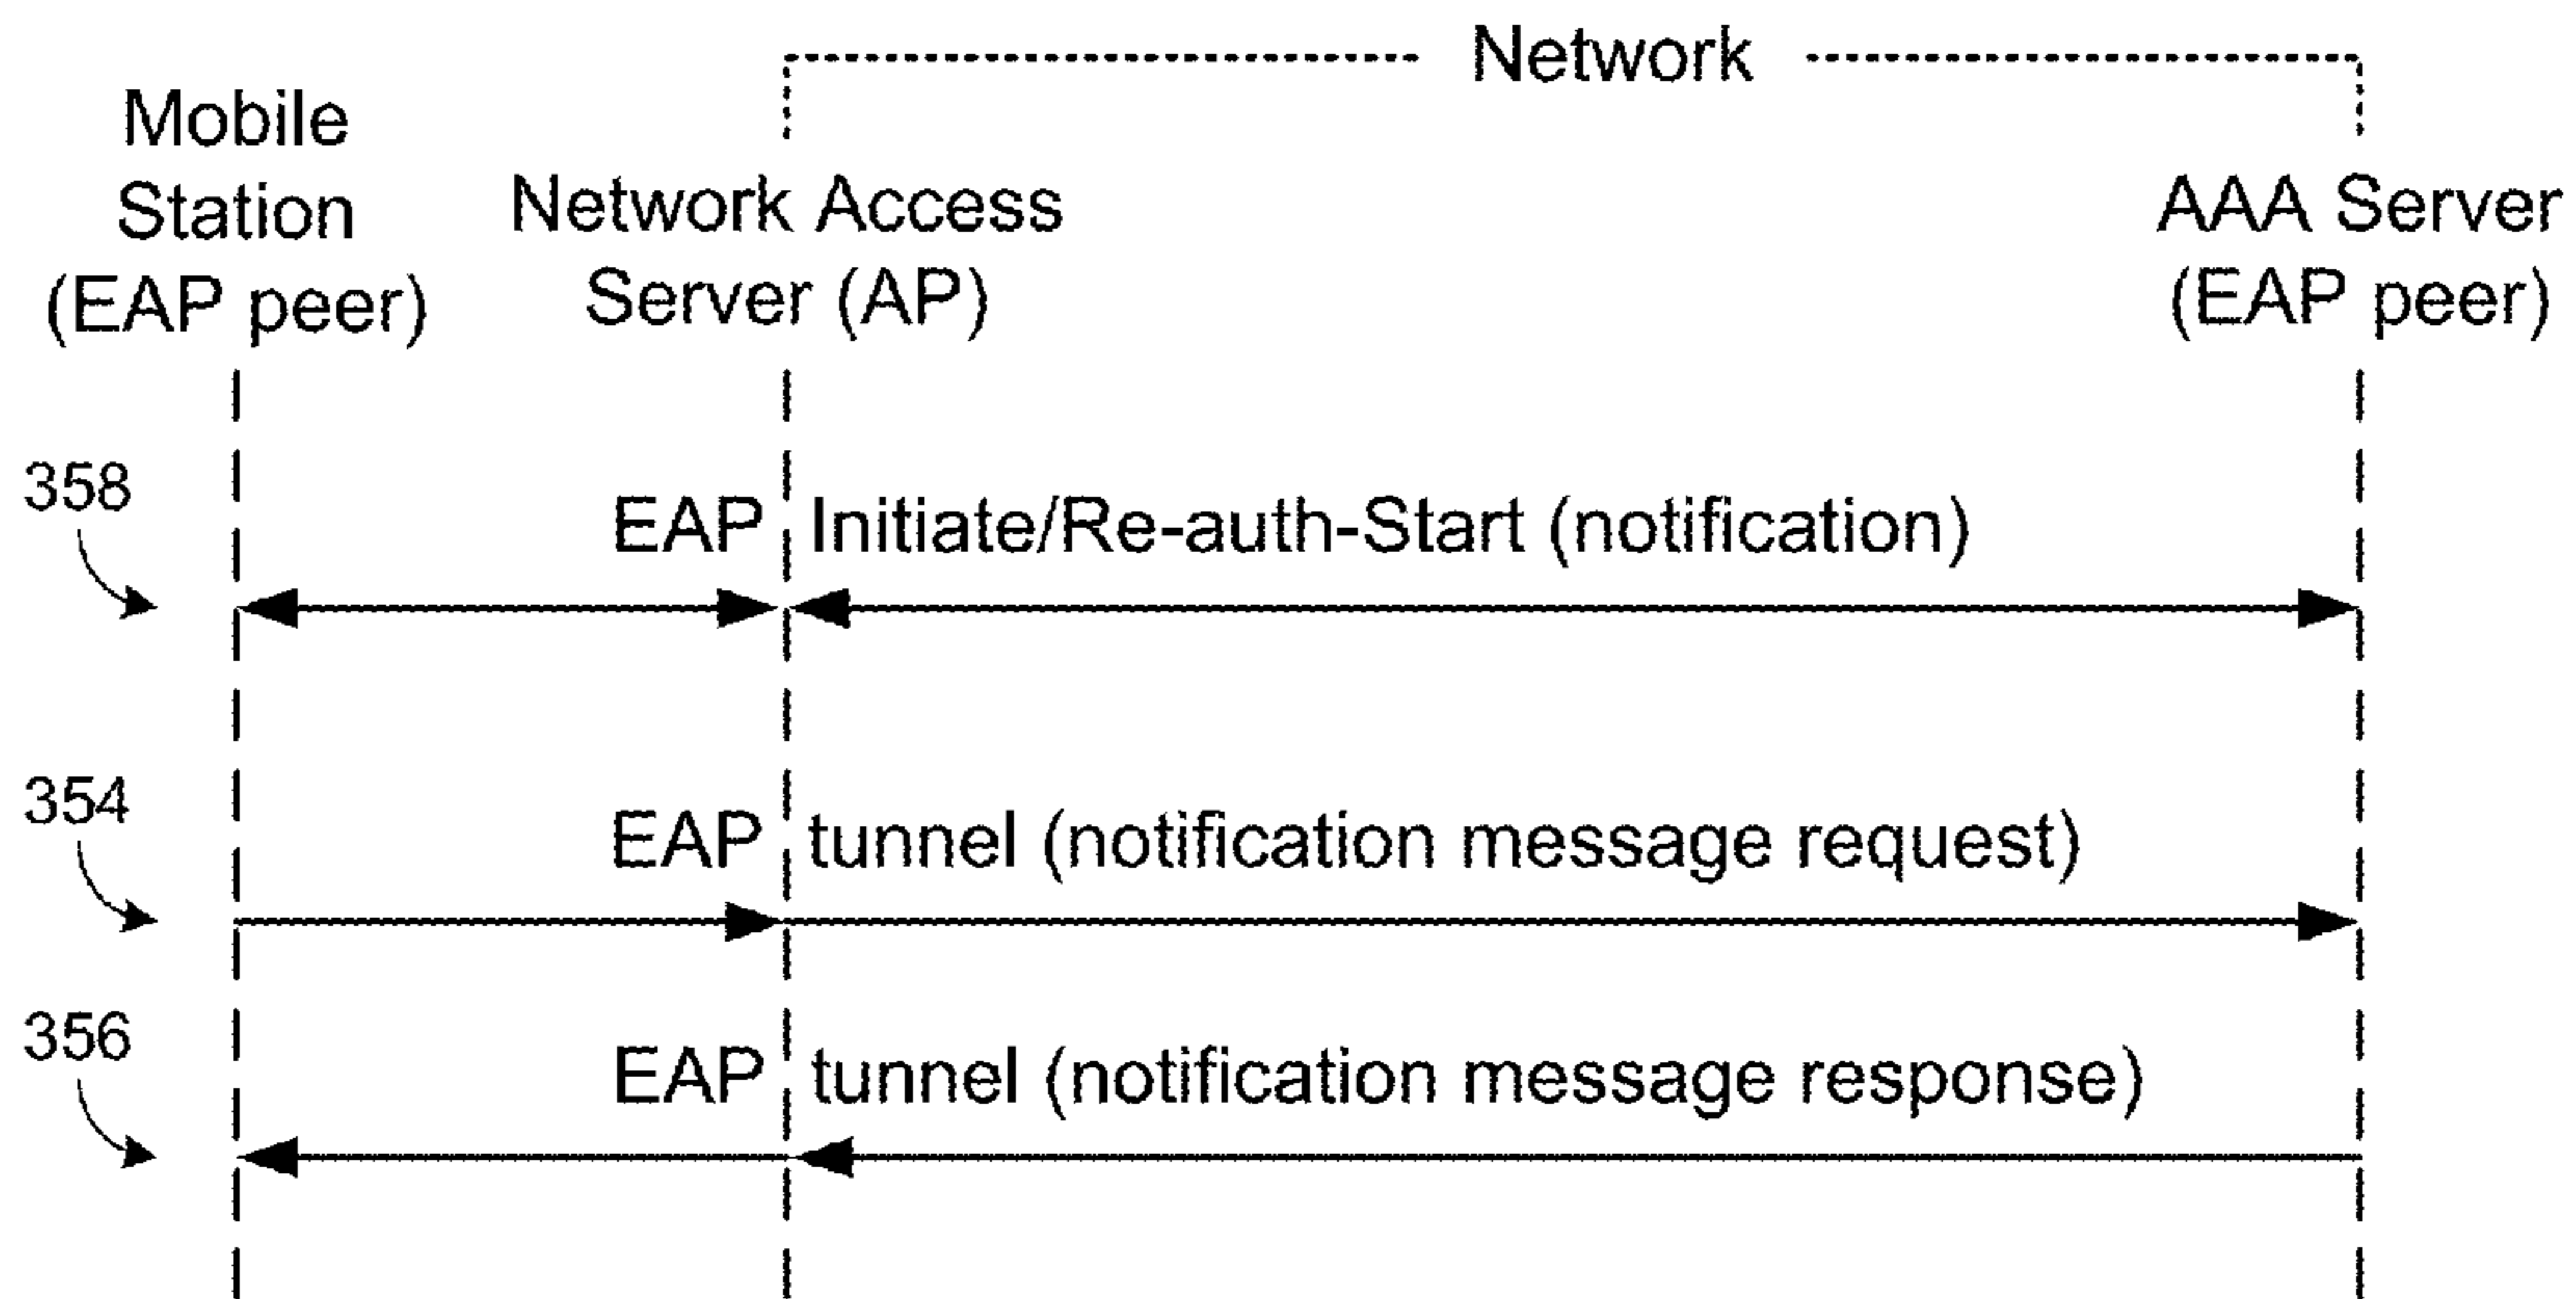 Network
Mobile
Station
(EAP peer)
Network Access
Server (AP)
AAA Server
(EAP peer)
358
EAP Initiate/Re-auth-Start (notification)
354
EAP tunnel (notification message request)
356
EAP tunnel (notification message response)